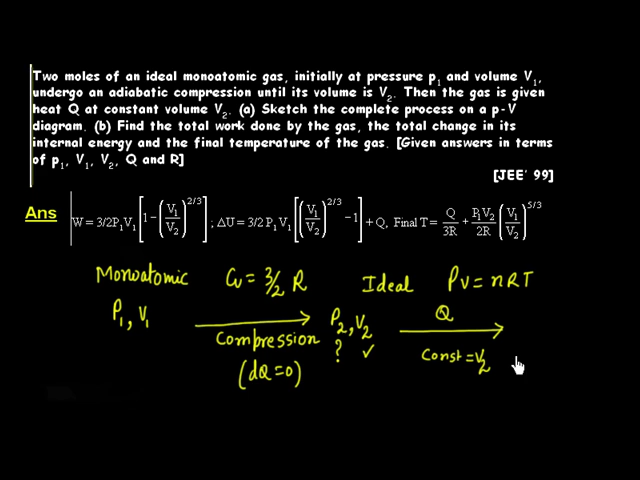 Two moles of an ideal monoatomic gas, initially at pressure p₁ and volume V₁,
undergo an adiabatic compression until its volume is V₂. Then the gas is given
heat Q at constant volume V₂. (a) Sketch the complete process on a p-V
diagram. (b) Find the total work done by the gas, the total change in its
internal energy and the final temperature of the gas. [Given answers in terms
of p₁, V₁, V₂, Q and R]
[JEE' 99]
Ans W = 3/2P₁V₁[1−(V₁/V₂)^2/3] ; ΔU = 3/2 P₁V₁[(V₁/V₂)^2/3 −1] + Q, Final T = Q/3R + P₁V₂/2R (V₁/V₂)^5/3
Monoatomic Cv = 3/2 R Ideal PV = nRT
P₁, V₁ P₂, V₂ Q
Compression ? ✓ Const = V₂
(dQ = 0)